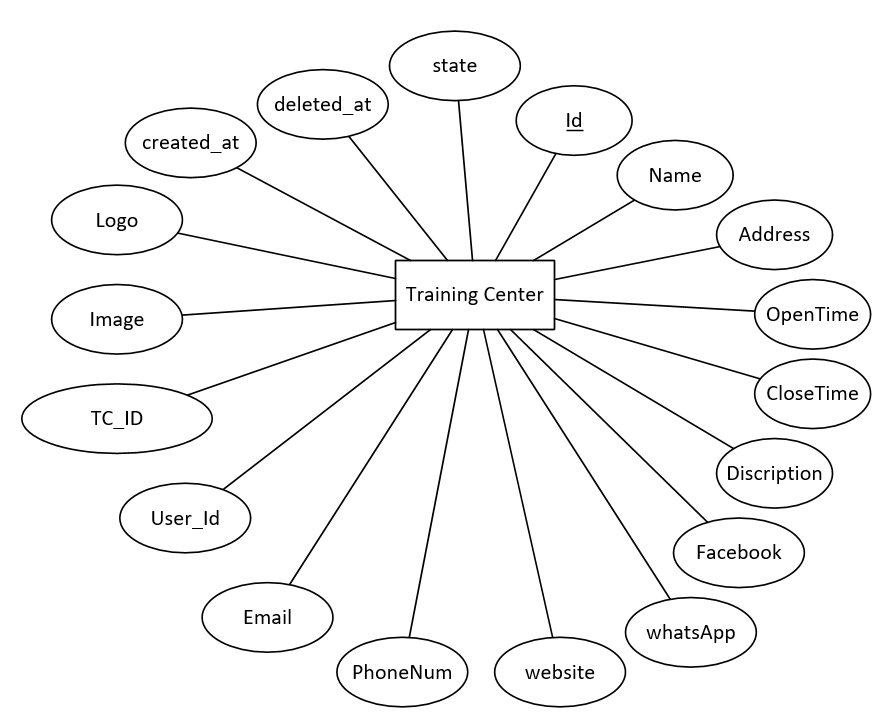 state
deleted_at
Id
created_at
Name
Logo
Address
Training Center
OpenTime
Image
CloseTime
TC_ID
Discription
User_Id
Facebook
Email
whatsApp
PhoneNum
website